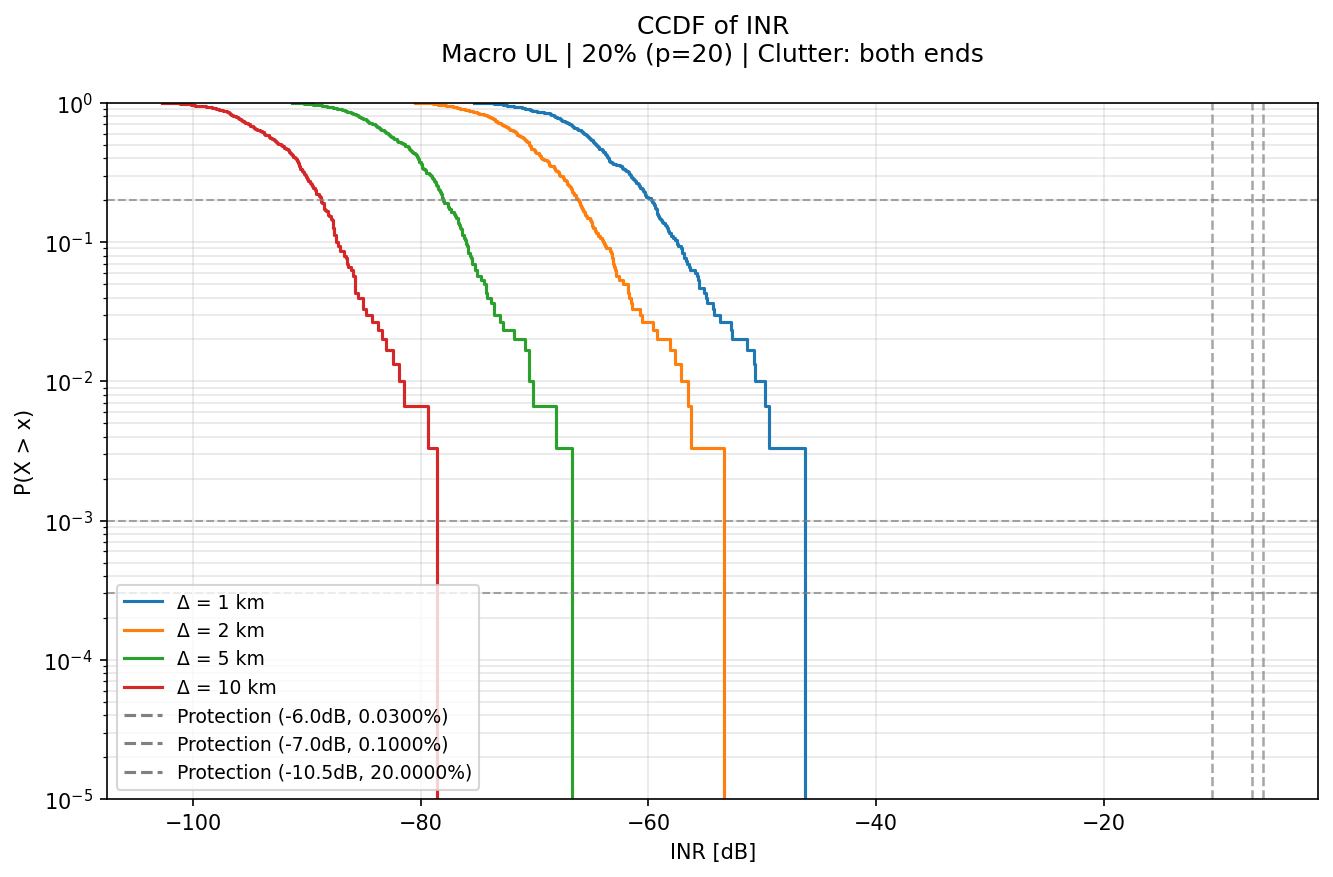 CCDF of INR
Macro UL | 20% (p=20) | Clutter: both ends
P(X > x)
10^0
10^−1
10^−2
10^−3
10^−4
10^−5
Δ = 1 km
Δ = 2 km
Δ = 5 km
Δ = 10 km
Protection (-6.0dB, 0.0300%)
Protection (-7.0dB, 0.1000%)
Protection (-10.5dB, 20.0000%)
−100 −80 −60 −40 −20
INR [dB]